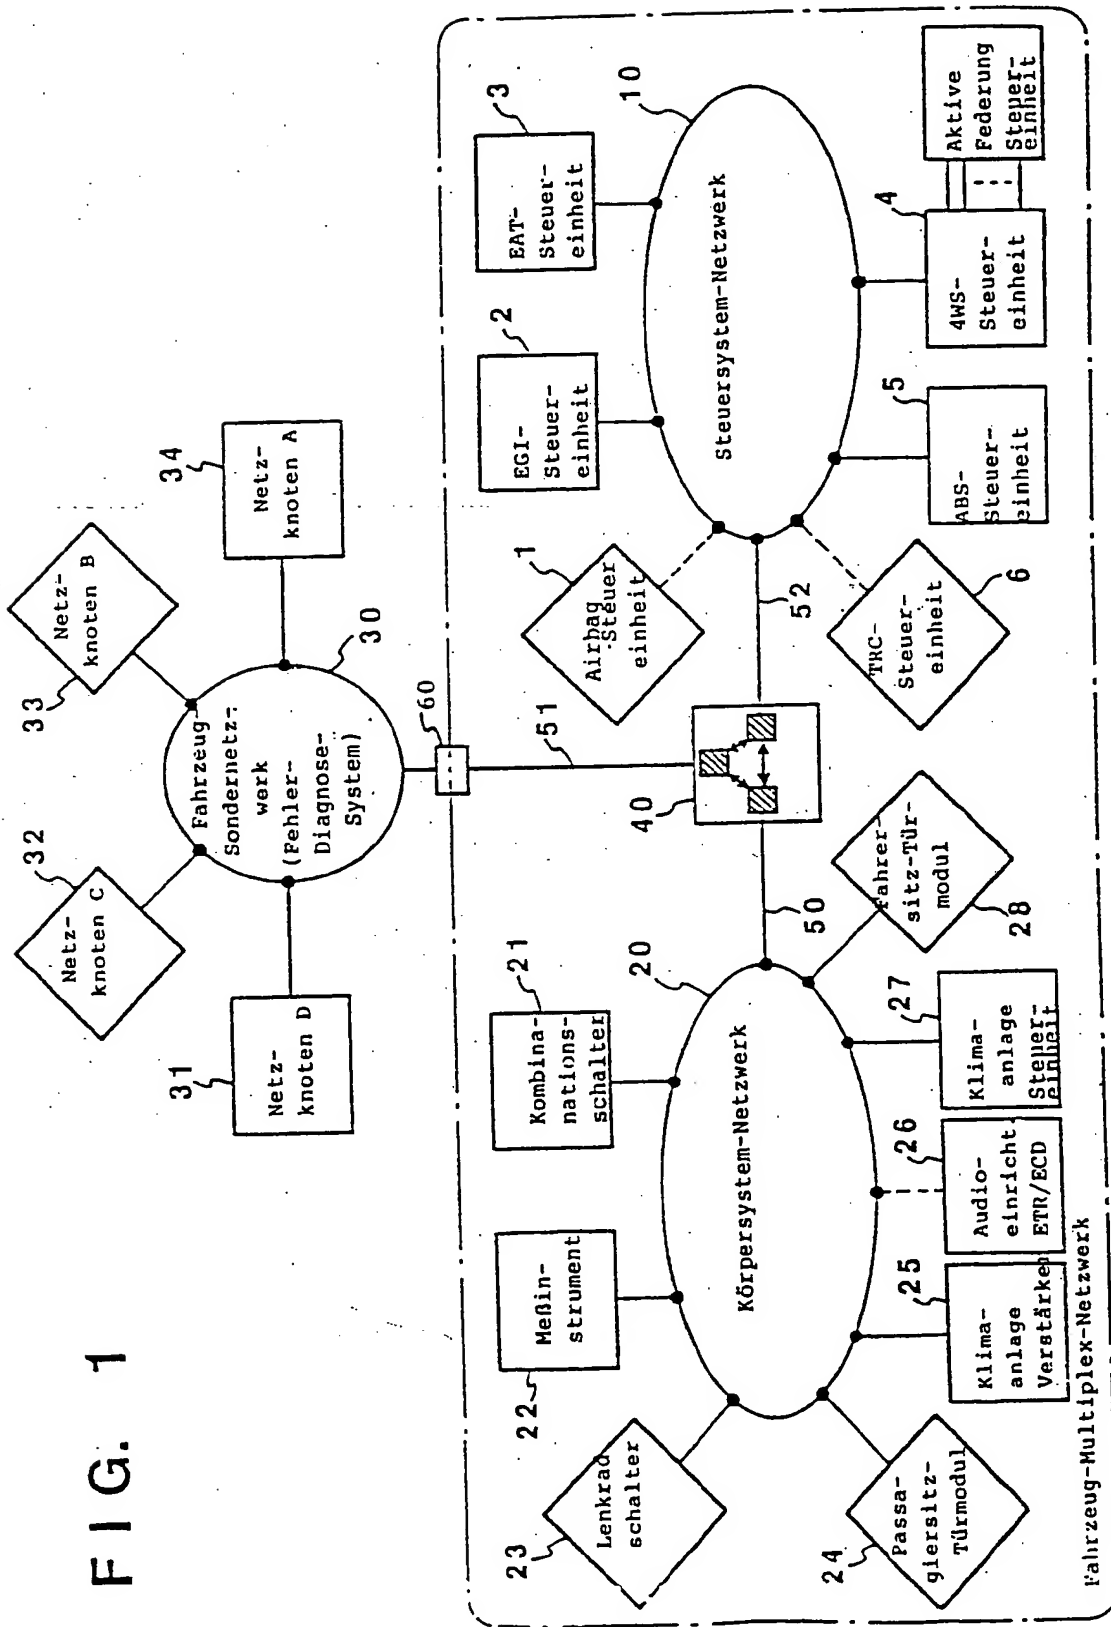 FIG. 1
32
Netz-
knoten C
33
Netz-
knoten B
31
Netz-
knoten D
34
Netz-
knoten A
Fahrzeug
Sondernetz-
werk
(Fehler-
Diagnose-
System)
30
60
51
23
Lenkrad
schalter
22
Meßin-
strument
21
Kombina-
nations-
schalter
20
Körpersystem-Netzwerk
24
Passa-
giersitz-
Türmodul
25
Klima-
anlage
Verstärker
26
Audio-
einricht.
ETR/ECD
27
Klima-
anlage
Steuer-
einheit
28
Fahrer-
sitz-Tür-
modul
50
40
52
1
Airbag
-Steuer
einheit
2
EGI-
Steuer-
einheit
3
EAT-
Steuer-
einheit
10
Steuersystem-Netzwerk
6
TRC-
Steuer-
einheit
5
ABS-
Steuer-
einheit
4
4WS-
Steuer-
einheit
Aktive
Federung
Steuer-
einheit
Fahrzeug-Multiplex-Netzwerk